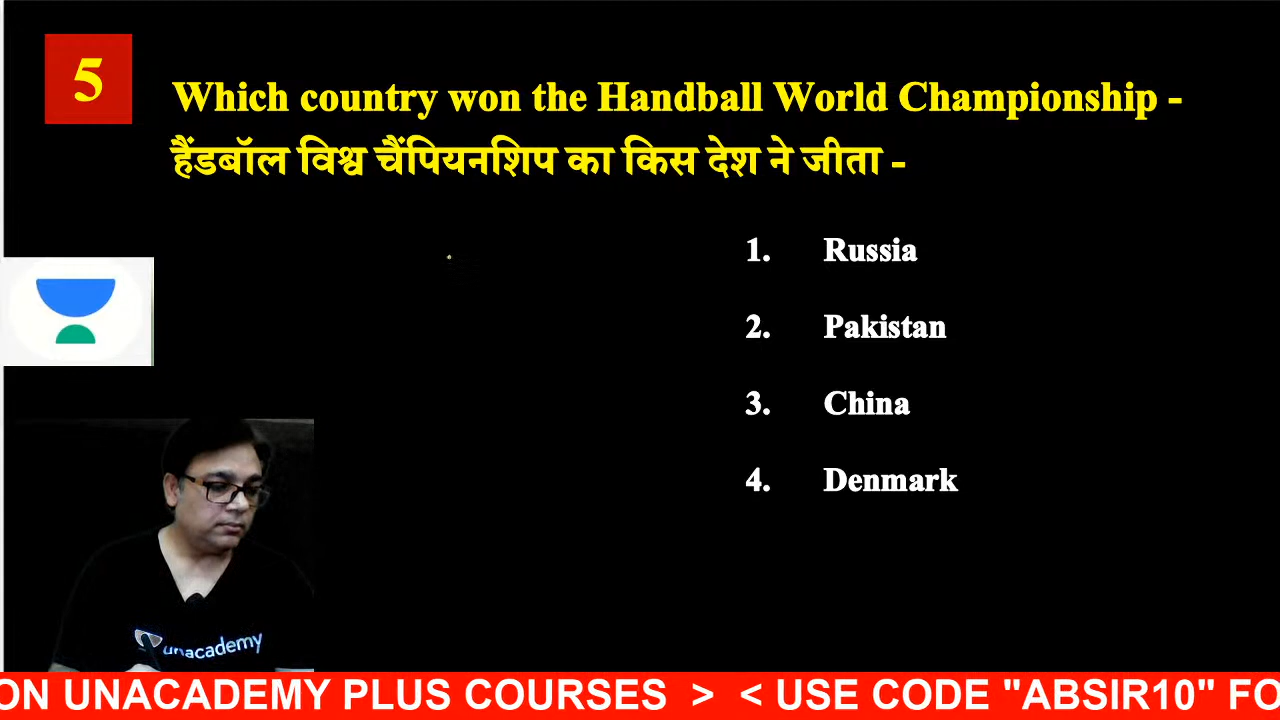 5
Which country won the Handball World Championship -
हैंडबॉल विश्व चैंपियनशिप का किस देश ने जीता -
1. Russia
2. Pakistan
3. China
4. Denmark
unacademy
ON UNACADEMY PLUS COURSES > < USE CODE "ABSIR10" FO